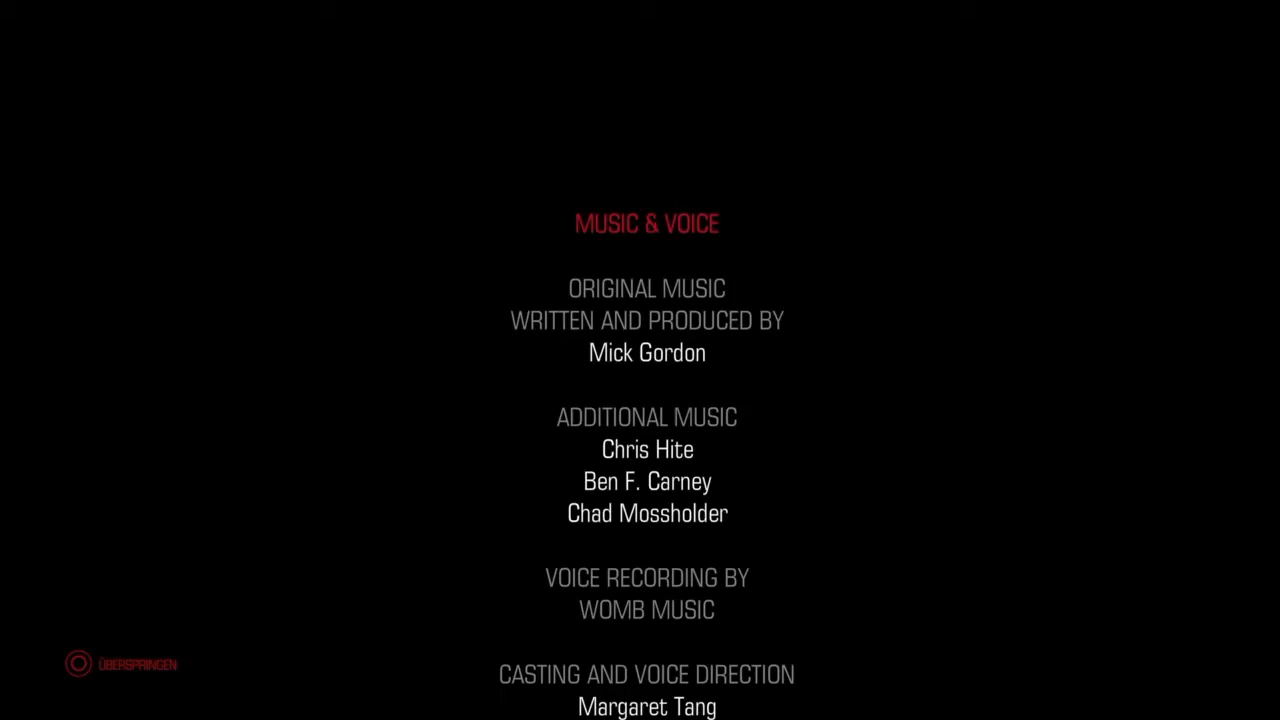 MUSIC & VOICE
ORIGINAL MUSIC
WRITTEN AND PRODUCED BY
Mick Gordon
ADDITIONAL MUSIC
Chris Hite
Ben F. Carney
Chad Mossholder
VOICE RECORDING BY
WOMB MUSIC
ÜBERSPRINGEN
CASTING AND VOICE DIRECTION
Margaret Tang